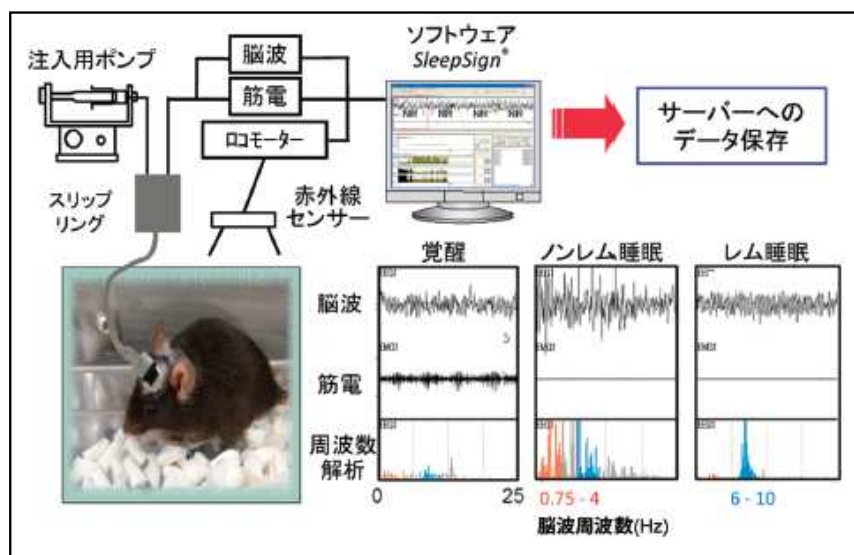 注入用ポンプ
脳波
筋電
ロコモーター
ソフトウェア
SleepSign®
サーバーへの
データ保存
スリップ
リング
赤外線
センサー
覚醒
ノンレム睡眠
レム睡眠
脳波
筋電
周波数
解析
0
25
0.75 - 4
6 - 10
脳波周波数(Hz)